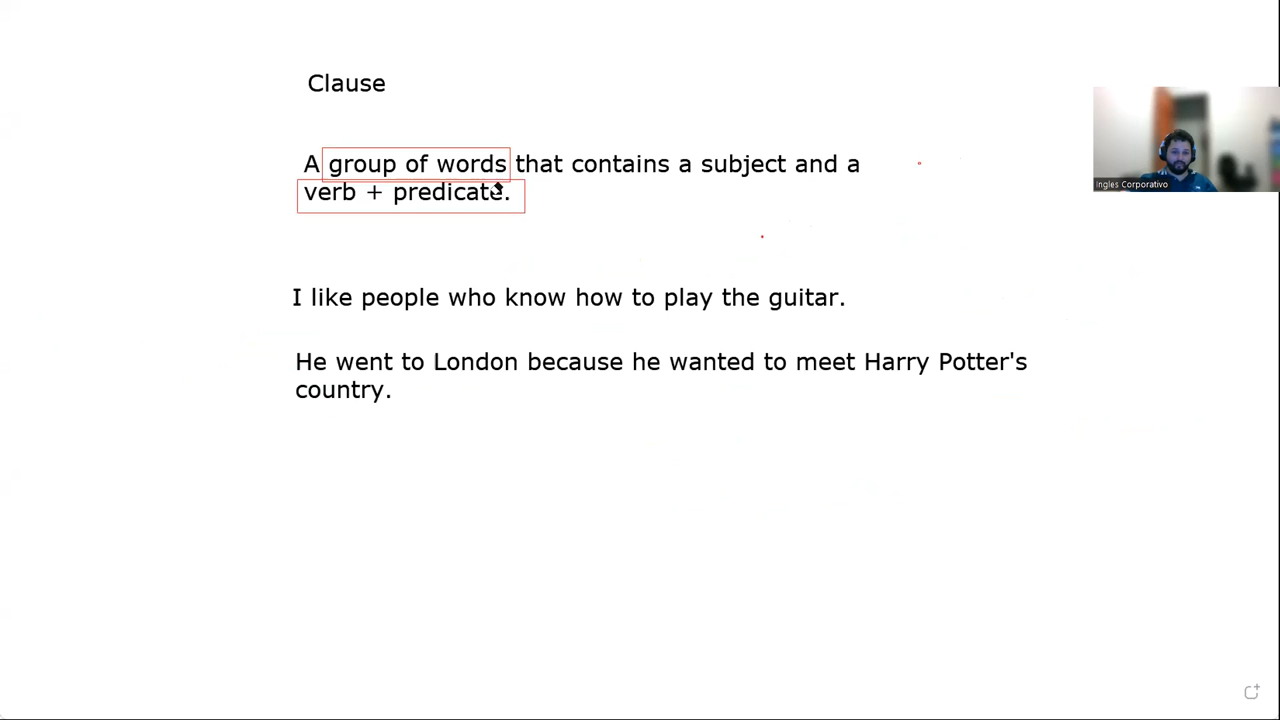 Clause
A group of words that contains a subject and a
verb + predicate.
Ingles Corporativo
I like people who know how to play the guitar.
He went to London because he wanted to meet Harry Potter's
country.